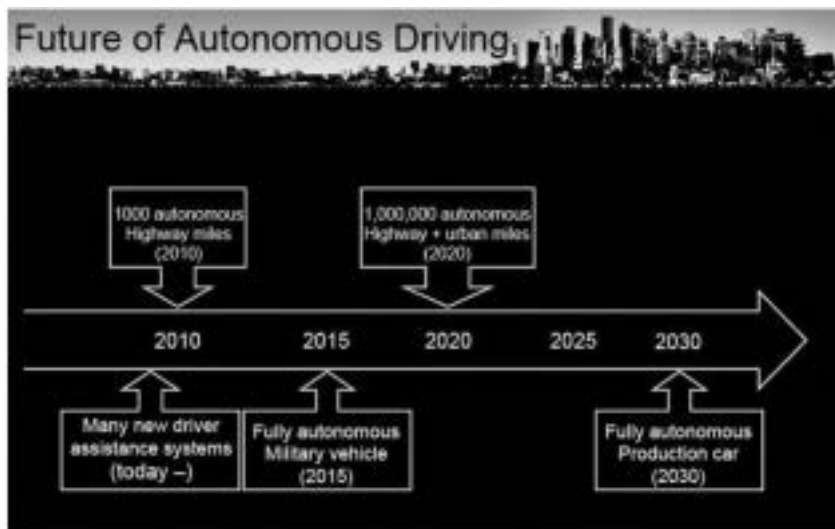 Future of Autonomous Driving
1000 autonomous
Highway miles
(2010)
1,000,000 autonomous
Highway + urban miles
(2020)
2010 2015 2020 2025 2030
Many new driver
assistance systems
(today –)
Fully autonomous
Military vehicle
(2015)
Fully autonomous
Production car
(2030)